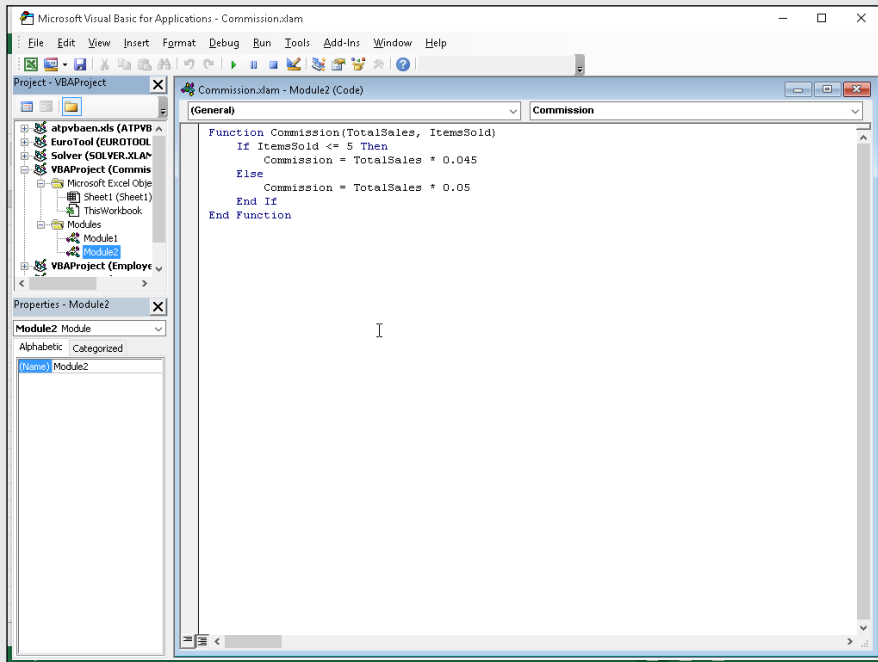 Microsoft Visual Basic for Applications - Commission.xlam
File Edit View Insert Format Debug Run Tools Add-Ins Window Help
Project - VBAProject
atpvbaen.xls (ATPVB
EuroTool (EUROTOOL
Solver (SOLVER.XLAM
VBAProject (Commis
Microsoft Excel Obje
Sheet1 (Sheet1)
ThisWorkbook
Modules
Module1
Module2
VBAProject (Employe
Properties - Module2
Module2 Module
Alphabetic Categorized
(Name) Module2
Commission.xlam - Module2 (Code)
(General) Commission
Function Commission(TotalSales, ItemsSold)
If ItemsSold <= 5 Then
Commission = TotalSales * 0.045
Else
Commission = TotalSales * 0.05
End If
End Function